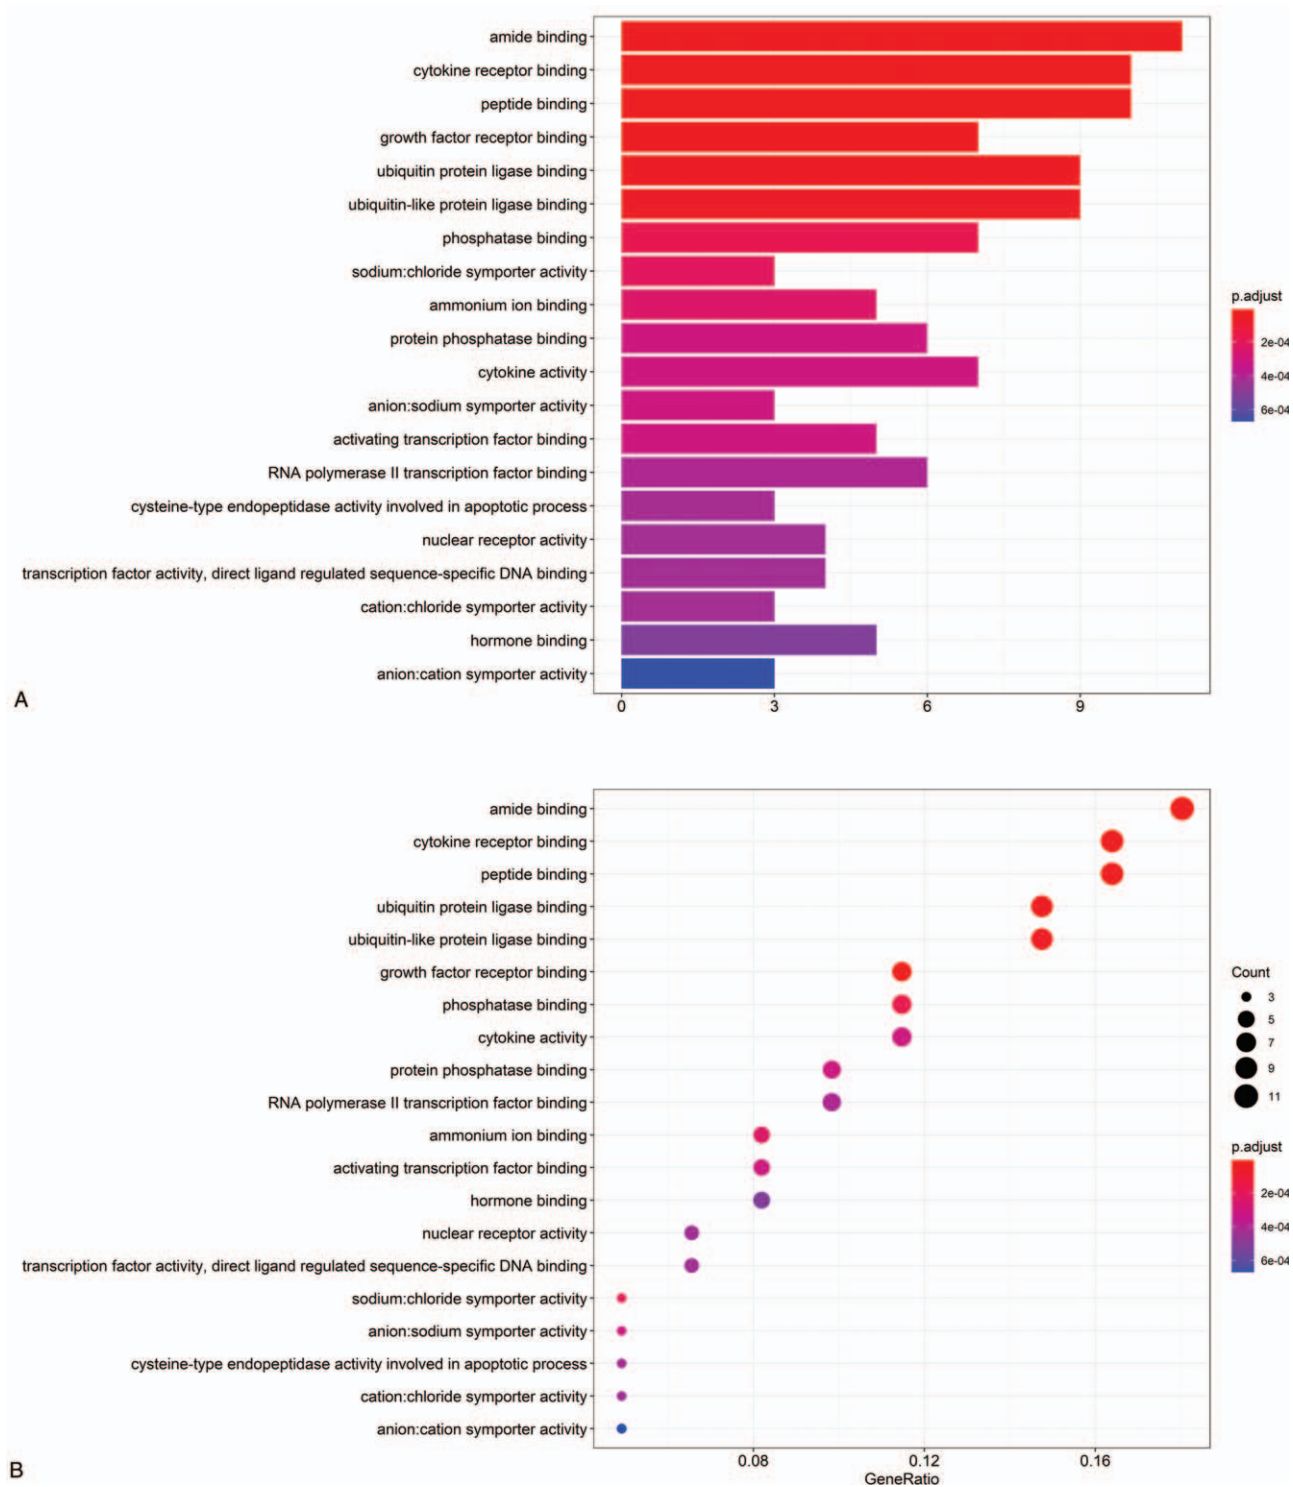 amide binding
cytokine receptor binding
peptide binding
growth factor receptor binding
ubiquitin protein ligase binding
ubiquitin-like protein ligase binding
phosphatase binding
sodium:chloride symporter activity
ammonium ion binding
protein phosphatase binding
cytokine activity
anion:sodium symporter activity
activating transcription factor binding
RNA polymerase II transcription factor binding
cysteine-type endopeptidase activity involved in apoptotic process
nuclear receptor activity
transcription factor activity, direct ligand regulated sequence-specific DNA binding
cation:chloride symporter activity
hormone binding
anion:cation symporter activity
0 3 6 9
p.adjust
2e-04
4e-04
6e-04
A
amide binding
cytokine receptor binding
peptide binding
ubiquitin protein ligase binding
ubiquitin-like protein ligase binding
growth factor receptor binding
phosphatase binding
cytokine activity
protein phosphatase binding
RNA polymerase II transcription factor binding
ammonium ion binding
activating transcription factor binding
hormone binding
nuclear receptor activity
transcription factor activity, direct ligand regulated sequence-specific DNA binding
sodium:chloride symporter activity
anion:sodium symporter activity
cysteine-type endopeptidase activity involved in apoptotic process
cation:chloride symporter activity
anion:cation symporter activity
0.08 0.12 0.16
GeneRatio
Count
3
5
7
9
11
p.adjust
2e-04
4e-04
6e-04
B